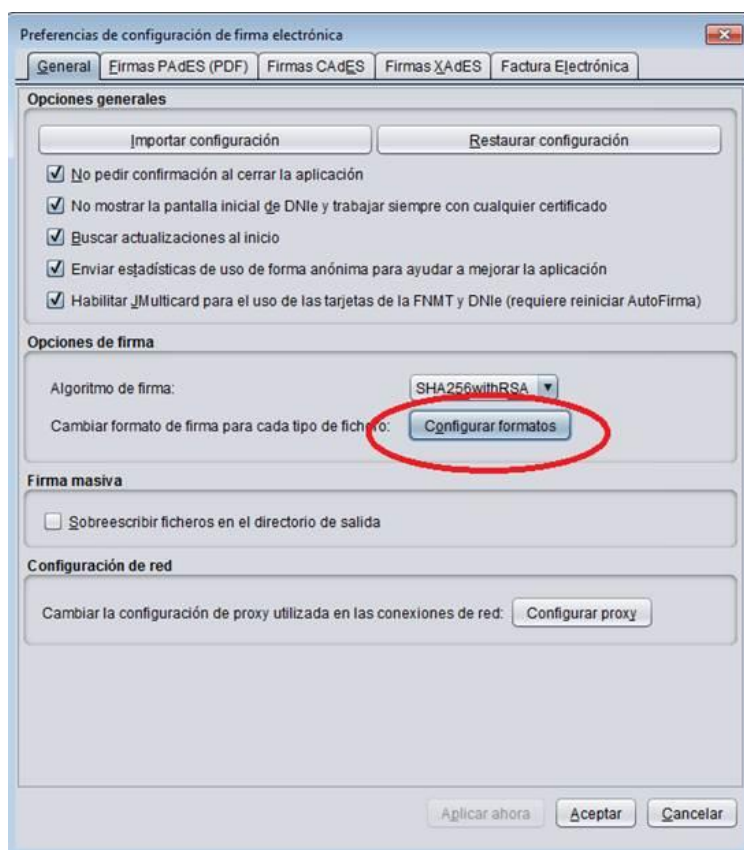 Preferencias de configuración de firma electrónica
General Firmas PAdES (PDF) Firmas CAdES Firmas XAdES Factura Electrónica
Opciones generales
Importar configuración Restaurar configuración
No pedir confirmación al cerrar la aplicación
No mostrar la pantalla inicial de DNIe y trabajar siempre con cualquier certificado
Buscar actualizaciones al inicio
Enviar estadísticas de uso de forma anónima para ayudar a mejorar la aplicación
Habilitar JMulticard para el uso de las tarjetas de la FNMT y DNIe (requiere reiniciar AutoFirma)
Opciones de firma
Algoritmo de firma: SHA256withRSA
Cambiar formato de firma para cada tipo de fichero: Configurar formatos
Firma masiva
Sobreescribir ficheros en el directorio de salida
Configuración de red
Cambiar la configuración de proxy utilizada en las conexiones de red: Configurar proxy
Aplicar ahora Aceptar Cancelar